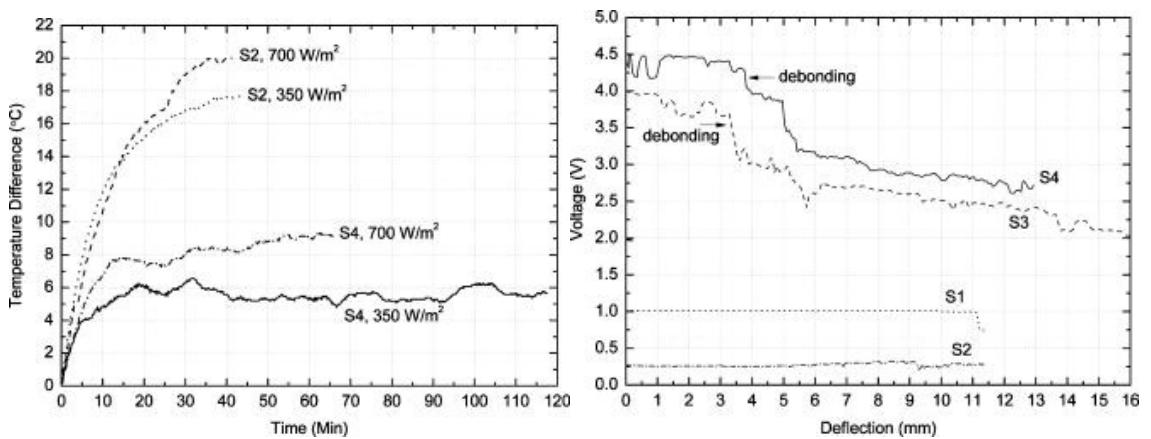 22
20
18
16
14
12
10
8
6
4
2
0
Temperature Difference (°C)
S2, 700 W/m²
S2, 350 W/m²
S4, 700 W/m²
S4, 350 W/m²
0 10 20 30 40 50 60 70 80 90 100 110 120
Time (Min)
5.0
4.5
4.0
3.5
3.0
2.5
2.0
1.5
1.0
0.5
0.0
Voltage (V)
debonding
debonding
S4
S3
S1
S2
0 1 2 3 4 5 6 7 8 9 10 11 12 13 14 15 16
Deflection (mm)